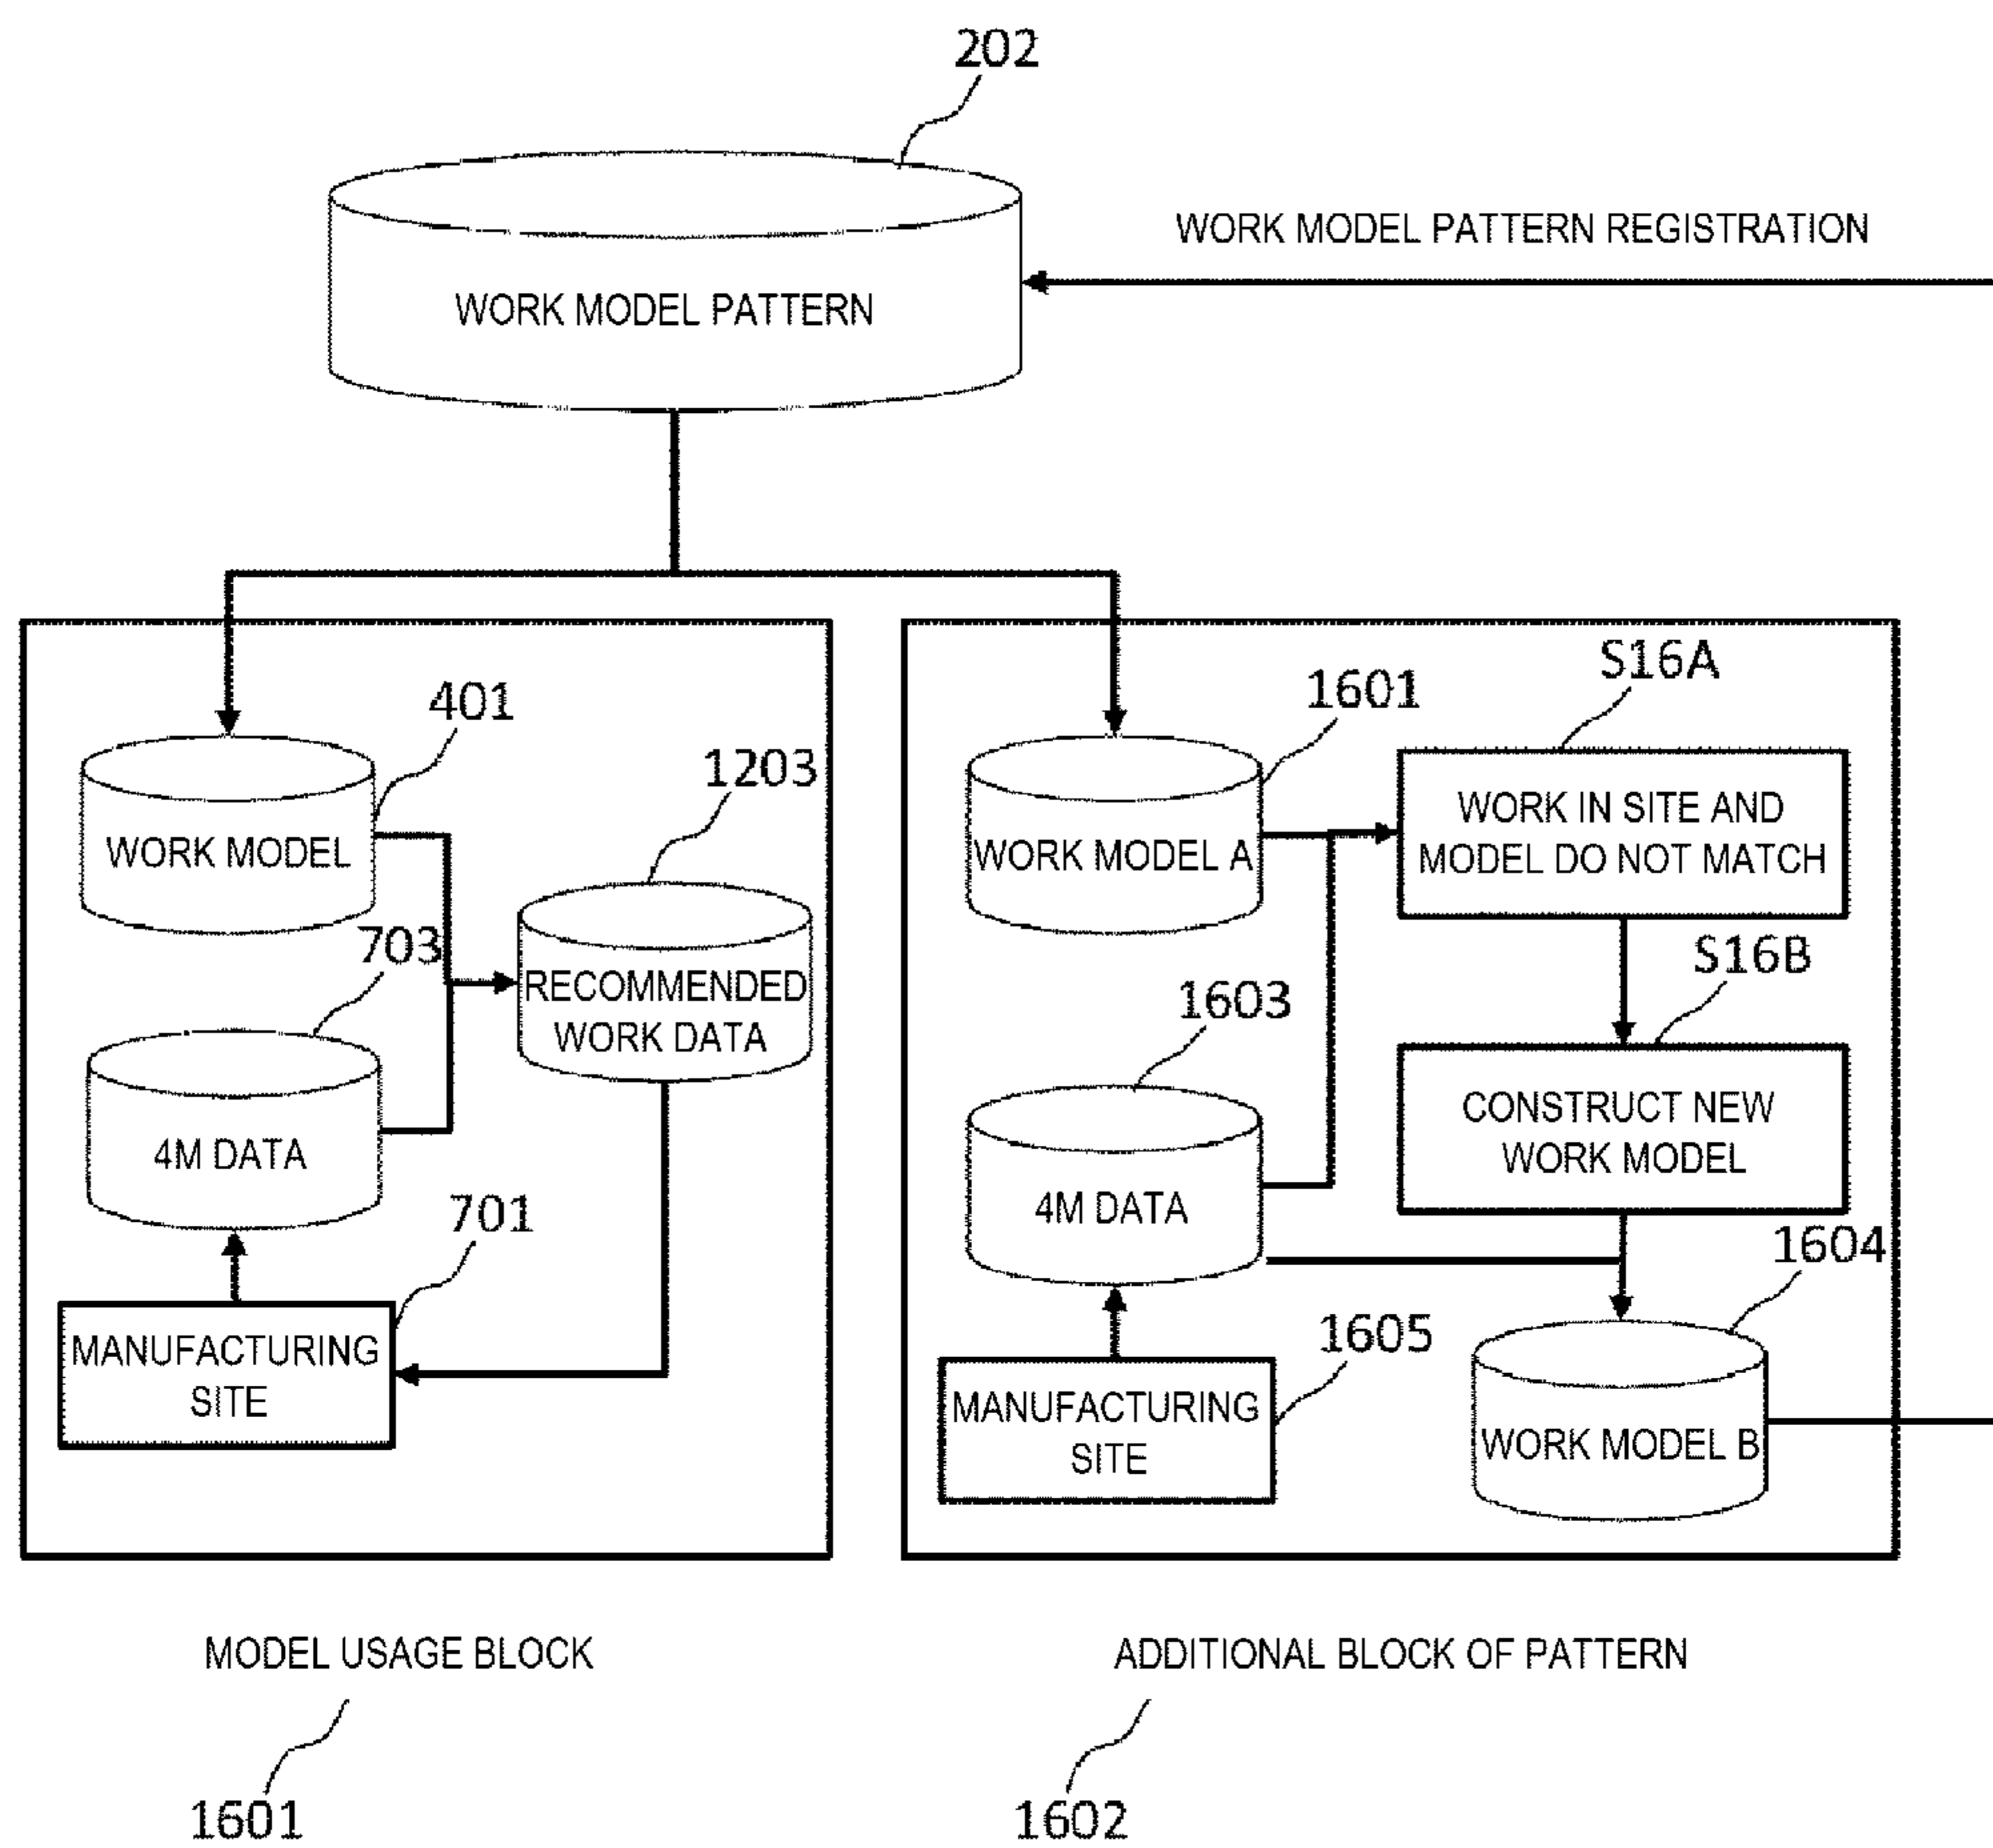 202
WORK MODEL PATTERN REGISTRATION
WORK MODEL PATTERN
401
1203
WORK MODEL
703
RECOMMENDED
WORK DATA
4M DATA
701
MANUFACTURING
SITE
S16A
1601
WORK IN SITE AND
MODEL DO NOT MATCH
WORK MODEL A
S16B
1603
CONSTRUCT NEW
WORK MODEL
4M DATA
1604
1605
MANUFACTURING
SITE
WORK MODEL B
MODEL USAGE BLOCK
1601
ADDITIONAL BLOCK OF PATTERN
1602